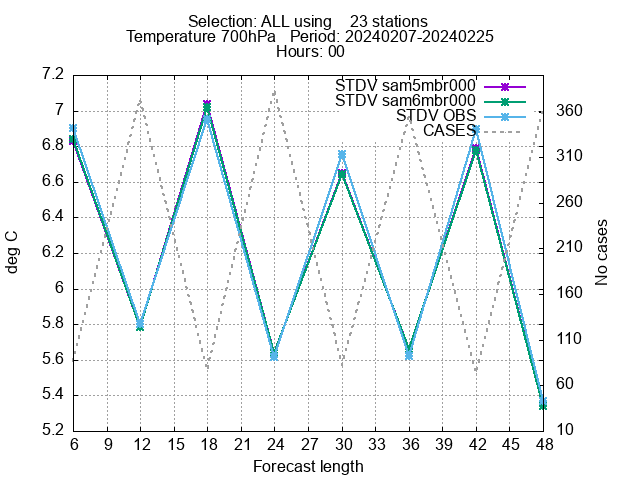 Selection: ALL using    23 stations
Temperature 700hPa   Period: 20240207-20240225
Hours: 00
STDV sam5mbr000
STDV sam6mbr000
STDV OBS
CASES
7.2
7
6.8
6.6
6.4
6.2
6
5.8
5.6
5.4
5.2
deg C
360
310
260
210
160
110
60
10
No cases
6 9 12 15 18 21 24 27 30 33 36 39 42 45 48
Forecast length